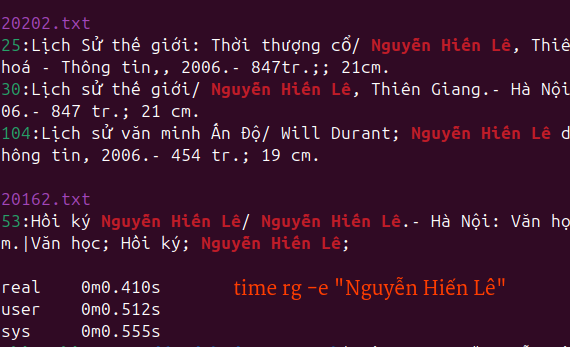 20202.txt
25:Lịch Sử thế giới: Thời thượng cổ/ Nguyễn Hiến Lê, Thiê
hoá - Thông tin,, 2006.- 847tr.;; 21cm.
30:Lịch sử thế giới/ Nguyễn Hiến Lê, Thiên Giang.- Hà Nội
06.- 847 tr.; 21 cm.
104:Lịch sử văn minh Ấn Độ/ Will Durant; Nguyễn Hiến Lê d
hông tin, 2006.- 454 tr.; 19 cm.
20162.txt
53:Hồi ký Nguyễn Hiến Lê/ Nguyễn Hiến Lê.- Hà Nội: Văn họ
m.|Văn học; Hồi ký; Nguyễn Hiến Lê;
real 0m0.410s
user 0m0.512s
sys 0m0.555s
time rg -e "Nguyễn Hiến Lê"